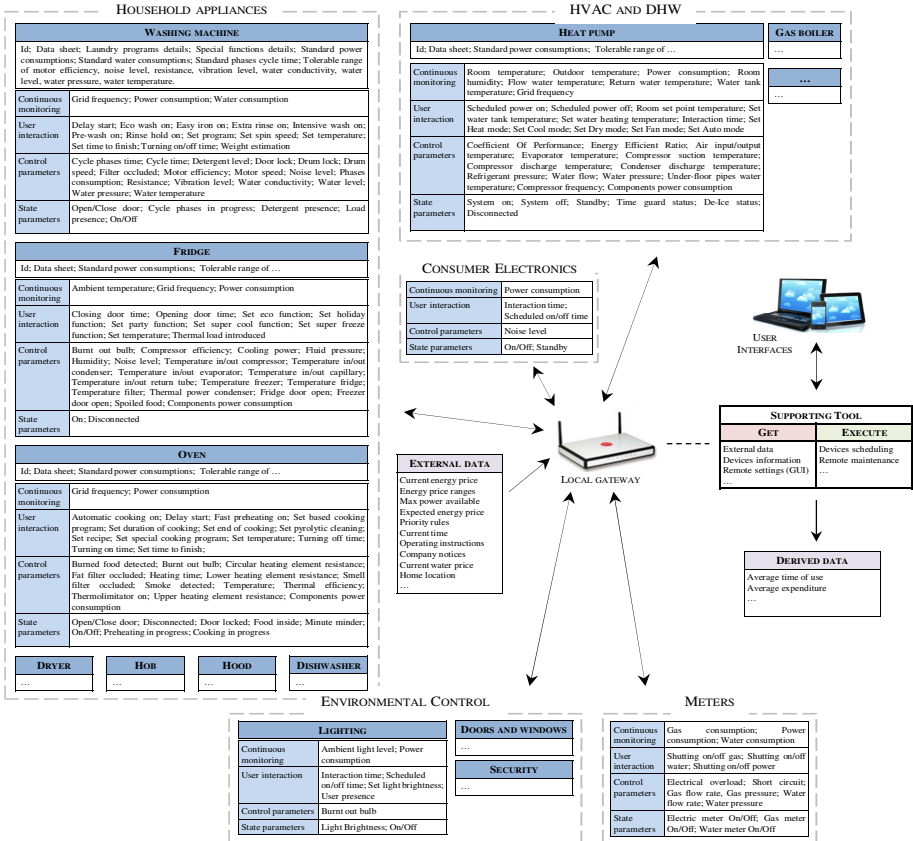 HOUSEHOLD APPLIANCES
WASHING MACHINE
Id; Data sheet; Laundry programs details; Special functions details; Standard power
consumptions; Standard water consumptions; Standard phases cycle time; Tolerable range
of motor efficiency, noise level, resistance, vibration level, water conductivity, water
level, water pressure, water temperature.
Continuous
monitoring
Grid frequency; Power consumption; Water consumption
User
interaction
Delay start; Eco wash on; Easy iron on; Extra rinse on; Intensive wash on;
Pre-wash on; Rinse hold on; Set program; Set spin speed; Set temperature;
Set time to finish; Turning on/off time; Weight estimation
Control
parameters
Cycle phases time; Cycle time; Detergent level; Door lock; Drum lock; Drum
speed; Filter occluded; Motor efficiency; Motor speed; Noise level; Phases
consumption; Resistance; Vibration level; Water conductivity; Water level;
Water pressure; Water temperature
State
parameters
Open/Close door; Cycle phases in progress; Detergent presence; Load
presence; On/Off
FRIDGE
Id; Data sheet; Standard power consumptions; Tolerable range of …
Continuous
monitoring
Ambient temperature; Grid frequency; Power consumption
User
interaction
Closing door time; Opening door time; Set eco function; Set holiday
function; Set party function; Set super cool function; Set super freeze
function; Set temperature; Thermal load introduced
Control
parameters
Burnt out bulb; Compressor efficiency; Cooling power; Fluid pressure;
Humidity; Noise level; Temperature in/out compressor; Temperature in/out
condenser; Temperature in/out evaporator; Temperature in/out capillary;
Temperature in/out return tube; Temperature freezer; Temperature fridge;
Temperature filter; Thermal power condenser; Fridge door open; Freezer
door open; Spoiled food; Components power consumption
State
parameters
On; Disconnected
OVEN
Id; Data sheet; Standard power consumptions; Tolerable range of …
Continuous
monitoring
Grid frequency; Power consumption
User
interaction
Automatic cooking on; Delay start; Fast preheating on; Set based cooking
program; Set duration of cooking; Set end of cooking; Set pyrolytic cleaning;
Set recipe; Set special cooking program; Set temperature; Turning off time;
Turning on time; Set time to finish;
Control
parameters
Burned food detected; Burnt out bulb; Circular heating element resistance;
Fat filter occluded; Heating time; Lower heating element resistance; Smell
filter occluded; Smoke detected; Temperature; Thermal efficiency;
Thermolimitator on; Upper heating element resistance; Components power
consumption
State
parameters
Open/Close door; Disconnected; Door locked; Food inside; Minute minder;
On/Off; Preheating in progress; Cooking in progress
DRYER
…
HOB
…
HOOD
…
DISHWASHER
…
HVAC AND DHW
HEAT PUMP
Id; Data sheet; Standard power consumptions; Tolerable range of …
Continuous
monitoring
Room temperature; Outdoor temperature; Power consumption; Room
humidity; Flow water temperature; Return water temperature; Water tank
temperature; Grid frequency
User
interaction
Scheduled power on; Scheduled power off; Room set point temperature; Set
water tank temperature; Set water heating temperature; Interaction time; Set
Heat mode; Set Cool mode; Set Dry mode; Set Fan mode; Set Auto mode
Control
parameters
Coefficient Of Performance; Energy Efficient Ratio; Air input/output
temperature; Evaporator temperature; Compressor suction temperature;
Compressor discharge temperature; Condenser discharge temperature;
Refrigerant pressure; Water flow; Water pressure; Under-floor pipes water
temperature; Compressor frequency; Components power consumption
State
parameters
System on; System off; Standby; Time guard status; De-Ice status;
Disconnected
GAS BOILER
…
…
…
CONSUMER ELECTRONICS
Continuous monitoring
Power consumption
User
interaction
Interaction time;
Scheduled on/off time
Control parameters
Noise level
State parameters
On/Off; Standby
USER
INTERFACES
LOCAL GATEWAY
EXTERNAL DATA
Current energy price
Energy price ranges
Max power available
Expected energy price
Priority rules
Current time
Operating instructions
Company notices
Current water price
Home location
…
SUPPORTING TOOL
GET
External data
Devices information
Remote settings (GUI)
…
EXECUTE
Devices scheduling
Remote maintenance
…
DERIVED DATA
Average time of use
Average expenditure
…
ENVIRONMENTAL CONTROL
LIGHTING
Continuous
monitoring
Ambient light level; Power
consumption
User interaction
Interaction time; Scheduled
on/off time; Set light brightness;
User presence
Control parameters
Burnt out bulb
State parameters
Light Brightness; On/Off
DOORS AND WINDOWS
…
SECURITY
…
METERS
Continuous
monitoring
Gas consumption; Power
consumption; Water consumption
User
interaction
Shutting on/off gas; Shutting on/off
water; Shutting on/off power
Control
parameters
Electrical overload; Short circuit;
Gas flow rate, Gas pressure; Water
flow rate; Water pressure
State
parameters
Electric meter On/Off; Gas meter
On/Off; Water meter On/Off